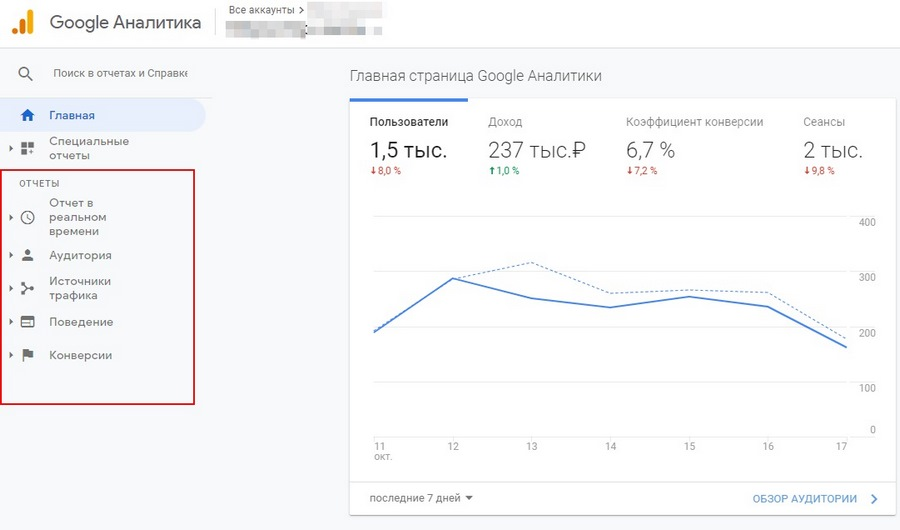 Google Аналитика
Все аккаунты >
Поиск в отчетах и Справке
Главная
Специальные
отчеты
ОТЧЕТЫ
Отчет в
реальном
времени
Аудитория
Источники
трафика
Поведение
Конверсии
Главная страница Google Аналитики
Пользователи Доход Коэффициент конверсии Сеансы
1,5 тыс. 237 тыс.₽ 6,7 % 2 тыс.
↓8,0 % ↑1,0 % ↓7,2 % ↓9,8 %
400
300
200
100
0
11 12 13 14 15 16 17
окт.
последние 7 дней ОБЗОР АУДИТОРИИ